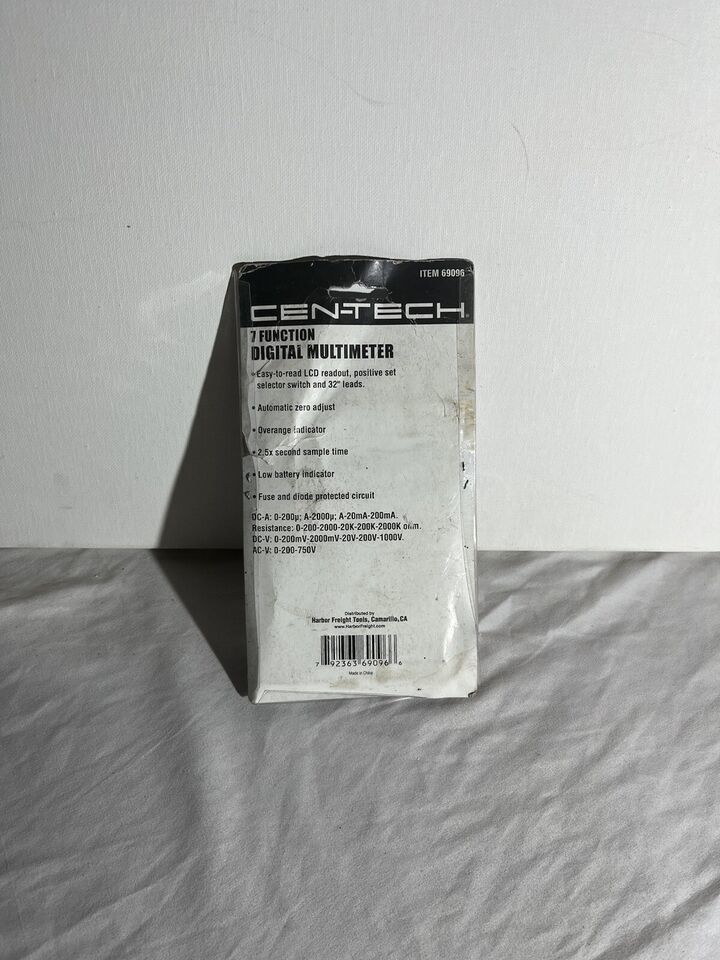 ITEM 69096
CEN-TECH®
7 FUNCTION
DIGITAL MULTIMETER
• Easy-to-read LCD readout, positive set
selector switch and 32" leads.
• Automatic zero adjust
• Overange indicator
• 2.5x second sample time
• Low battery indicator
• Fuse and diode protected circuit
DC-A: 0-200µ; A-2000µ; A-20mA-200mA.
Resistance: 0-200-2000-20K-200K-2000K ohm.
DC-V: 0-200mV-2000mV-20V-200V-1000V.
AC-V: 0-200-750V
Distributed by
Harbor Freight Tools, Camarillo, CA
www.HarborFreight.com
7 92363 69096 6
Made in China